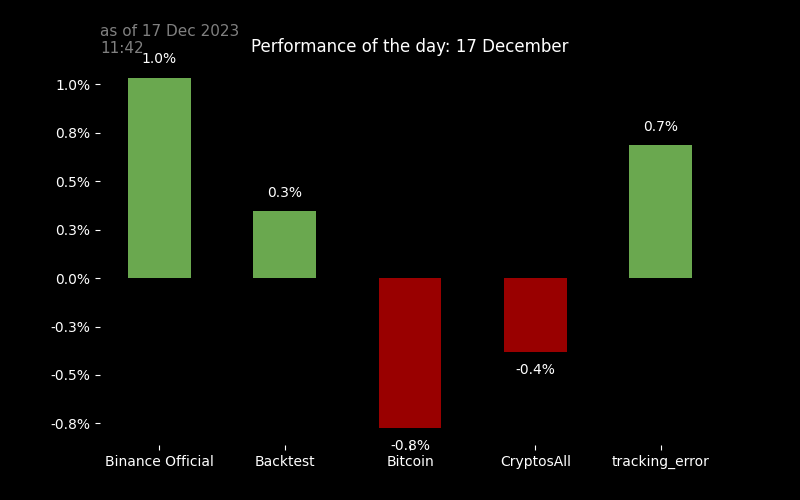 as of 17 Dec 2023
11:42
Performance of the day: 17 December
1.0%
0.3%
-0.8%
-0.4%
0.7%
1.0%
0.8%
0.5%
0.3%
0.0%
-0.3%
-0.5%
-0.8%
Binance Official
Backtest
Bitcoin
CryptosAll
tracking_error